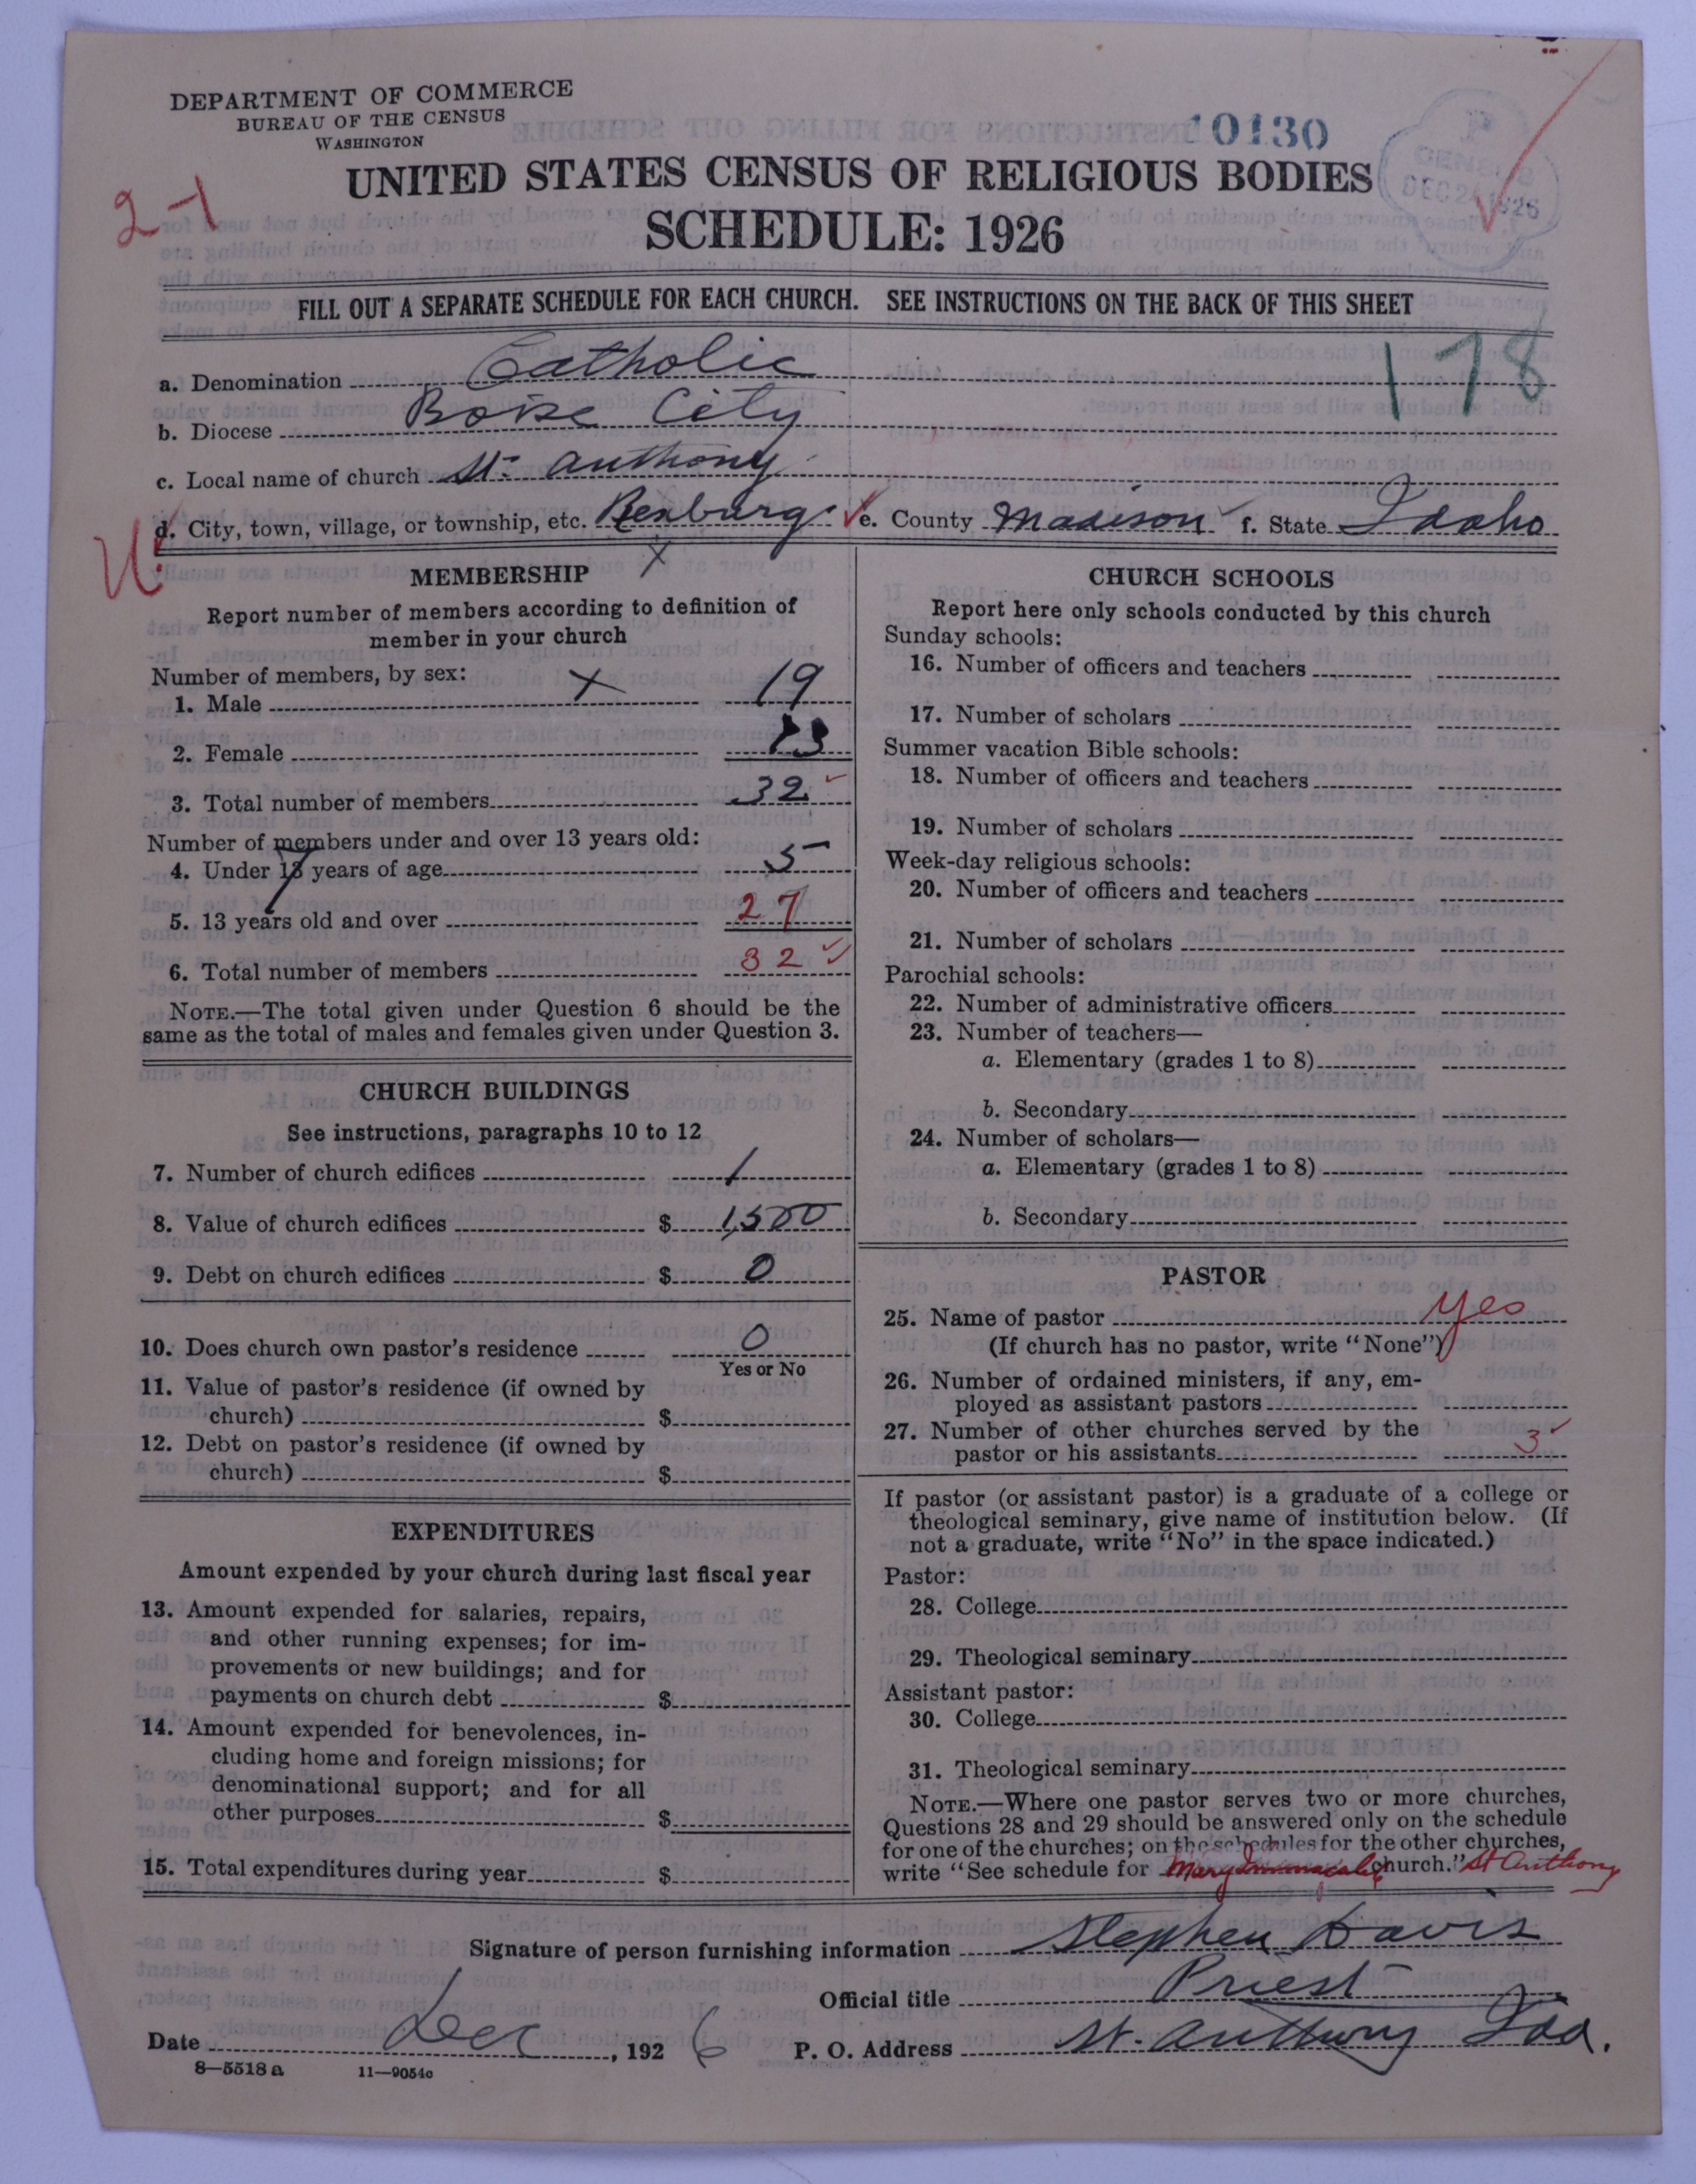 DEPARTMENT OF COMMERCE
BUREAU OF THE CENSUS
WASHINGTON
10130
CENSUS
DEC 24 1926
2-1
UNITED STATES CENSUS OF RELIGIOUS BODIES
SCHEDULE: 1926
FILL OUT A SEPARATE SCHEDULE FOR EACH CHURCH. SEE INSTRUCTIONS ON THE BACK OF THIS SHEET
178
a. Denomination Catholic
b. Diocese Boise City
c. Local name of church St. Anthony
d. City, town, village, or township, etc. Rexburg e. County Madison f. State Idaho
MEMBERSHIP
Report number of members according to definition of
member in your church
Number of members, by sex:
1. Male x 19
2. Female 13
3. Total number of members 32
Number of members under and over 13 years old:
4. Under 13 years of age 5
7
5. 13 years old and over 27
6. Total number of members 32
NOTE.—The total given under Question 6 should be the
same as the total of males and females given under Question 3.
CHURCH BUILDINGS
See instructions, paragraphs 10 to 12
7. Number of church edifices 1
8. Value of church edifices $ 1,500
9. Debt on church edifices $ 0
10. Does church own pastor's residence 0
Yes or No
11. Value of pastor's residence (if owned by
church) $
12. Debt on pastor's residence (if owned by
church) $
EXPENDITURES
Amount expended by your church during last fiscal year
13. Amount expended for salaries, repairs,
and other running expenses; for im-
provements or new buildings; and for
payments on church debt $
14. Amount expended for benevolences, in-
cluding home and foreign missions; for
denominational support; and for all
other purposes $
15. Total expenditures during year $
CHURCH SCHOOLS
Report here only schools conducted by this church
Sunday schools:
16. Number of officers and teachers
17. Number of scholars
Summer vacation Bible schools:
18. Number of officers and teachers
19. Number of scholars
Week-day religious schools:
20. Number of officers and teachers
21. Number of scholars
Parochial schools:
22. Number of administrative officers
23. Number of teachers—
a. Elementary (grades 1 to 8)
b. Secondary
24. Number of scholars—
a. Elementary (grades 1 to 8)
b. Secondary
PASTOR
25. Name of pastor yes
(If church has no pastor, write "None")
26. Number of ordained ministers, if any, em-
ployed as assistant pastors
27. Number of other churches served by the
pastor or his assistants 3
If pastor (or assistant pastor) is a graduate of a college or
theological seminary, give name of institution below. (If
not a graduate, write "No" in the space indicated.)
Pastor:
28. College
29. Theological seminary
Assistant pastor:
30. College
31. Theological seminary
NOTE.—Where one pastor serves two or more churches,
Questions 28 and 29 should be answered only on the schedule
for one of the churches; on the schedules for the other churches,
write "See schedule for Mary Immaculate church." St Anthony
Signature of person furnishing information Stephen Davis
Official title Priest
Date Dec, 1926 P. O. Address St. Anthony Ida.
8—5518a 11—9054c